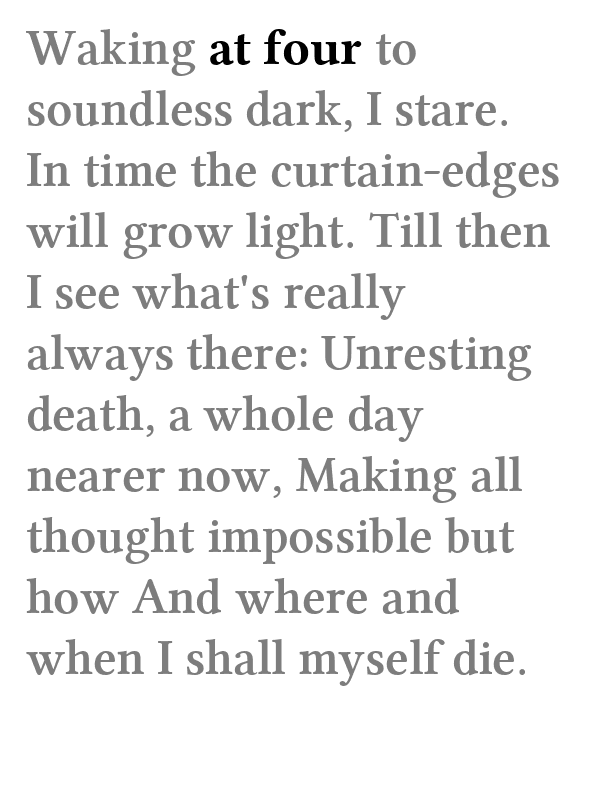 Waking at four to
soundless dark, I stare.
In time the curtain-edges
will grow light. Till then
I see what's really
always there: Unresting
death, a whole day
nearer now, Making all
thought impossible but
how And where and
when I shall myself die.